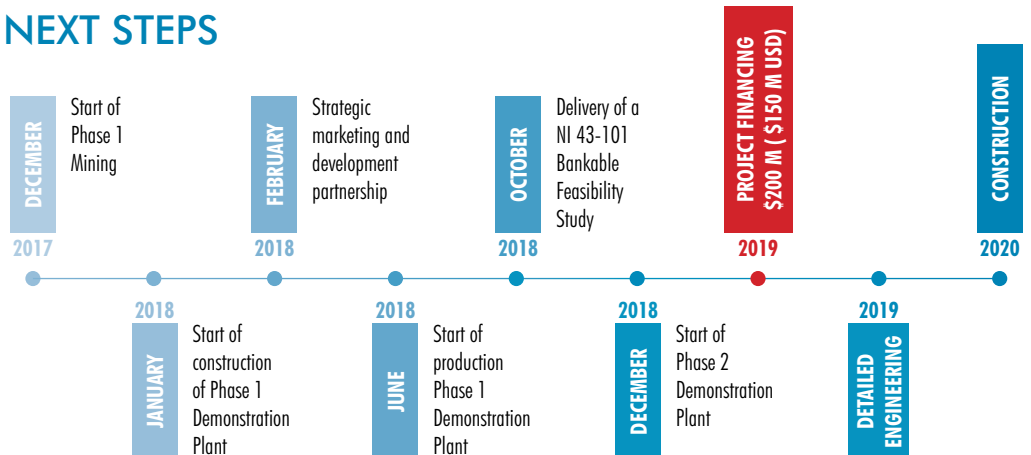 NEXT STEPS
DECEMBER
2017
Start of
Phase 1
Mining
2018
JANUARY
Start of
construction
of Phase 1
Demonstration
Plant
FEBRUARY
2018
Strategic
marketing and
development
partnership
2018
JUNE
Start of
production
Phase 1
Demonstration
Plant
OCTOBER
2018
Delivery of a
NI 43-101
Bankable
Feasibility
Study
2018
DECEMBER
Start of
Phase 2
Demonstration
Plant
PROJECT FINANCING
$200 M ( $150 M USD)
2019
2019
DETAILED
ENGINEERING
CONSTRUCTION
2020